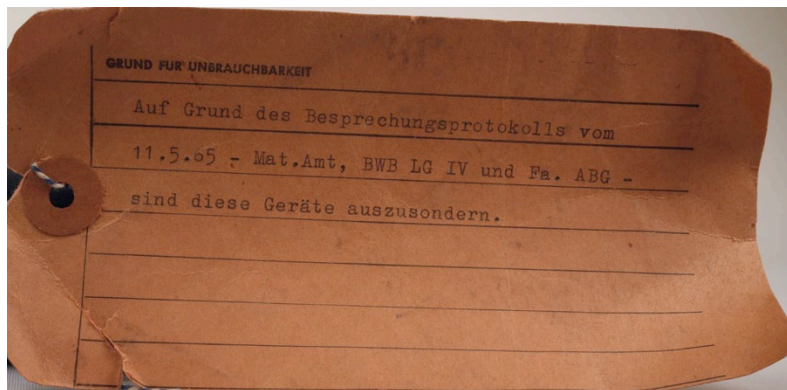 GRUND FÜR UNBRAUCHBARKEIT
Auf Grund des Besprechungsprotokolls vom
11.5.65 - Mat.Amt, BWB LG IV und Fa. ABG -
sind diese Geräte auszusondern.